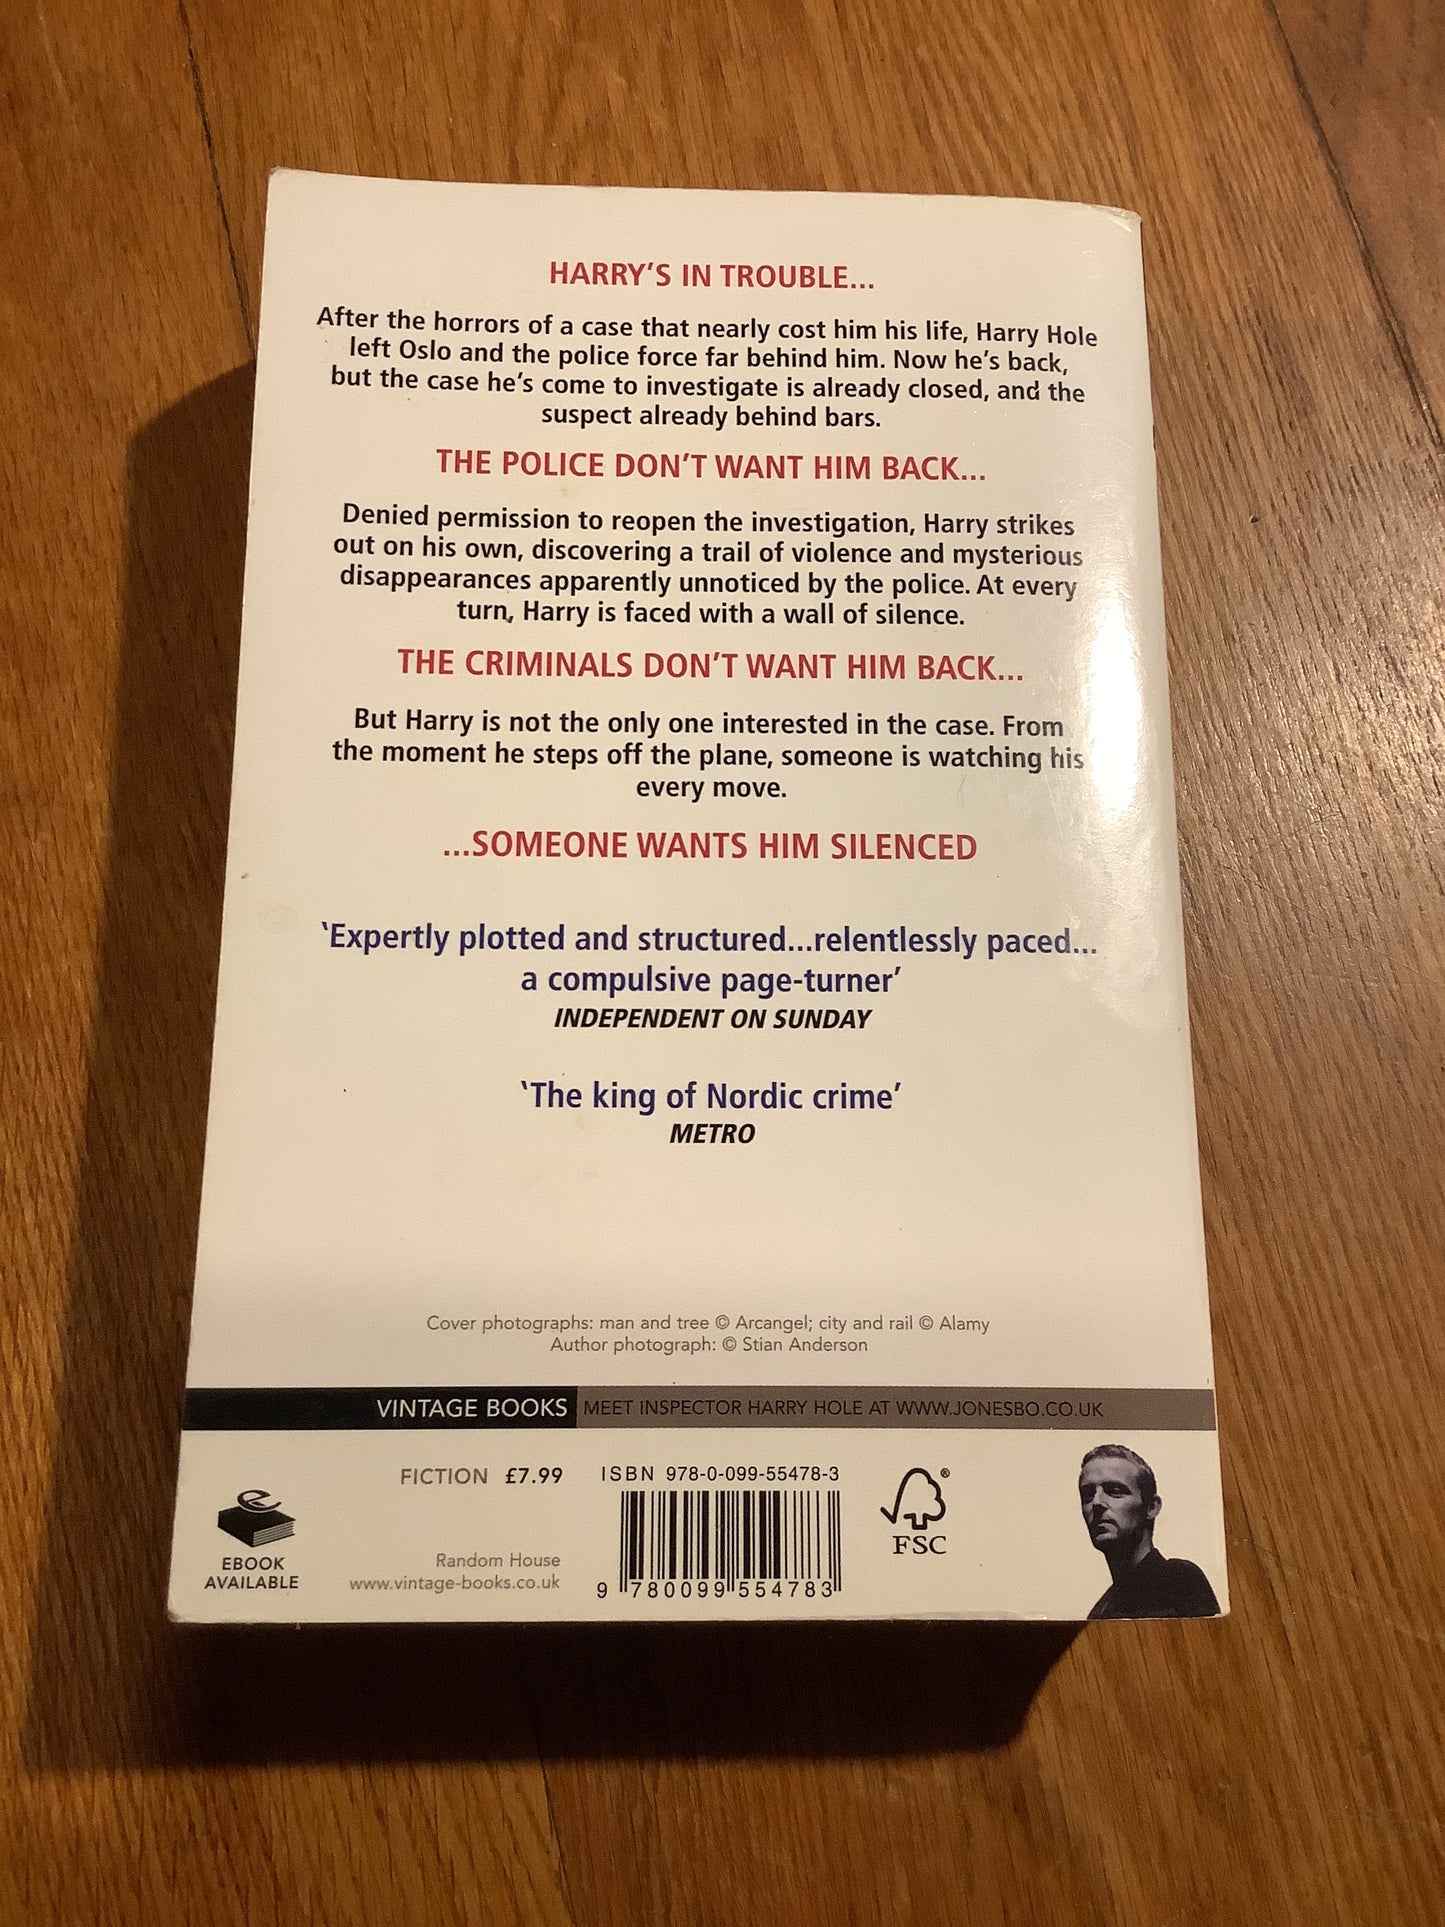 HARRY'S IN TROUBLE...
After the horrors of a case that nearly cost him his life, Harry Hole
left Oslo and the police force far behind him. Now he's back,
but the case he's come to investigate is already closed, and the
suspect already behind bars.
THE POLICE DON'T WANT HIM BACK...
Denied permission to reopen the investigation, Harry strikes
out on his own, discovering a trail of violence and mysterious
disappearances apparently unnoticed by the police. At every
turn, Harry is faced with a wall of silence.
THE CRIMINALS DON'T WANT HIM BACK...
But Harry is not the only one interested in the case. From
the moment he steps off the plane, someone is watching his
every move.
...SOMEONE WANTS HIM SILENCED
'Expertly plotted and structured...relentlessly paced...
a compulsive page-turner'
INDEPENDENT ON SUNDAY
'The king of Nordic crime'
METRO
Cover photographs: man and tree © Arcangel; city and rail © Alamy
Author photograph: © Stian Anderson
VINTAGE BOOKS MEET INSPECTOR HARRY HOLE AT WWW.JONESBO.CO.UK
FICTION £7.99
ISBN 978-0-099-55478-3
e
EBOOK
AVAILABLE
Random House
www.vintage-books.co.uk
9 780099 554783
®
FSC